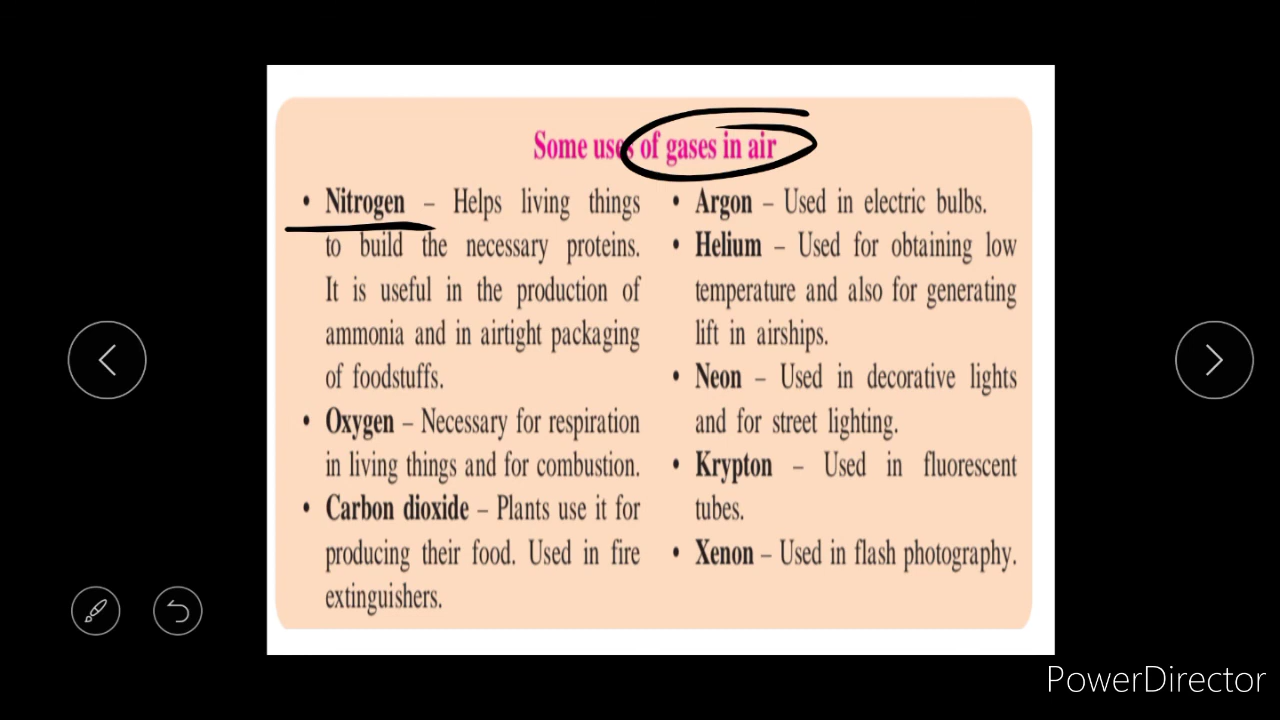 Some uses of gases in air
• Nitrogen – Helps living things
to build the necessary proteins.
It is useful in the production of
ammonia and in airtight packaging
of foodstuffs.
• Oxygen – Necessary for respiration
in living things and for combustion.
• Carbon dioxide – Plants use it for
producing their food. Used in fire
extinguishers.
• Argon – Used in electric bulbs.
• Helium – Used for obtaining low
temperature and also for generating
lift in airships.
• Neon – Used in decorative lights
and for street lighting.
• Krypton – Used in fluorescent
tubes.
• Xenon – Used in flash photography.
PowerDirector